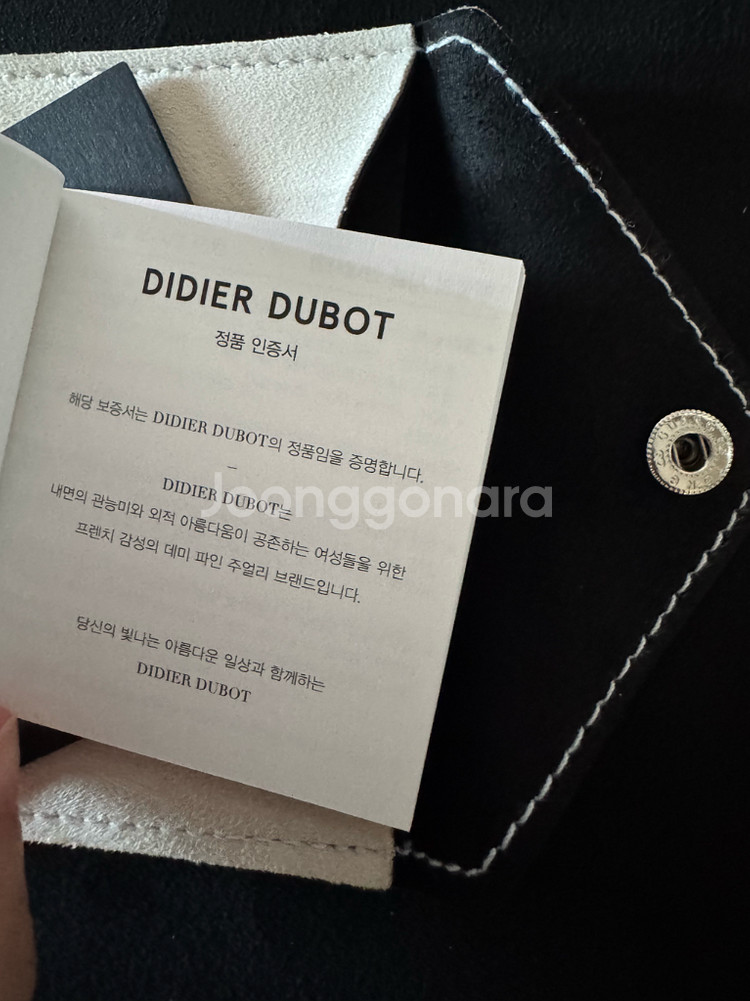 DIDIER DUBOT
정품 인증서
해당 보증서는 DIDIER DUBOT의 정품임을 증명합니다.
–
DIDIER DUBOT는
내면의 관능미와 외적 아름다움이 공존하는 여성들을 위한
프렌치 감성의 데미 파인 주얼리 브랜드입니다.
당신의 빛나는 아름다운 일상과 함께하는
DIDIER DUBOT
Joonggonara